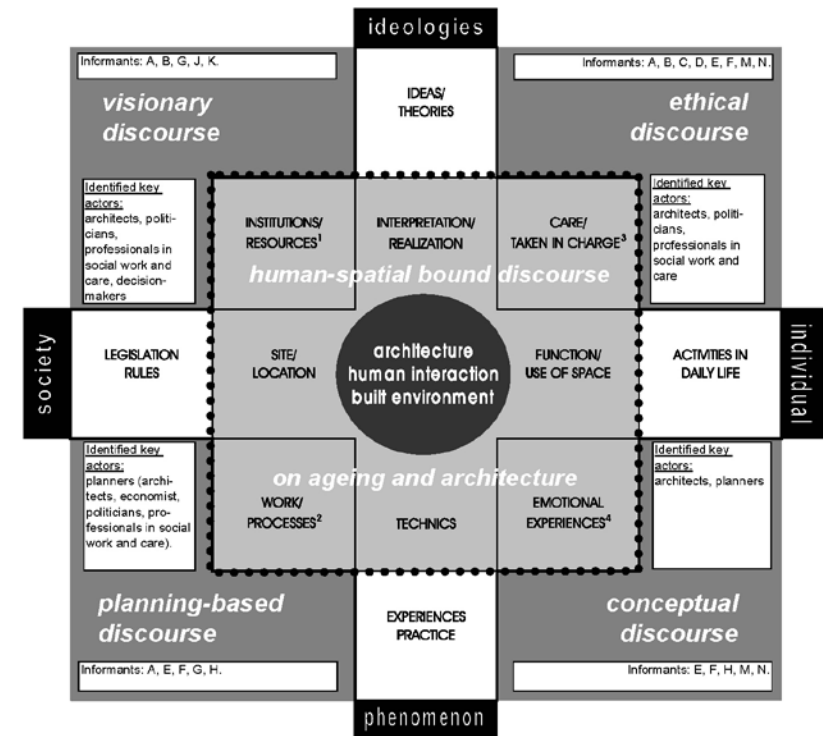 ideologies
Informants: A, B, G, J, K.
Informants: A, B, C, D, E, F, M, N.
visionary
discourse
IDEAS/
THEORIES
ethical
discourse
Identified key
actors:
architects, politi-
cians,
professionals in
social work and
care, decision-
makers
INSTITUTIONS/
RESOURCES¹
INTERPRETATION/
REALIZATION
CARE/
TAKEN IN CHARGE³
Identified key
actors:
architects, politi-
cians,
professionals in
social work and
care
human-spatial bound discourse
society
LEGISLATION
RULES
SITE/
LOCATION
architecture
human interaction
built environment
FUNCTION/
USE OF SPACE
ACTIVITIES IN
DAILY LIFE
individual
Identified key
actors:
planners (archi-
tects, economist,
politicians, pro-
fessionals in social
work and care).
on ageing and architecture
WORK/
PROCESSES²
TECHNICS
EMOTIONAL
EXPERIENCES⁴
Identified key
actors:
architects, planners
planning-based
discourse
EXPERIENCES
PRACTICE
conceptual
discourse
Informants: A, E, F, G, H.
Informants: E, F, H, M, N.
phenomenon